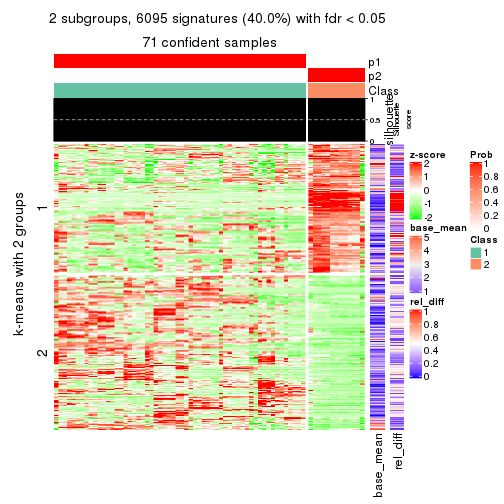 2 subgroups, 6095 signatures (40.0%) with fdr < 0.05
71 confident samples
p1
p2
Class
1
0.5
0
silhouette
Silhouette
score
k-means with 2 groups
1
2
base_mean
rel_diff
z-score
2
1
0
-1
-2
base_mean
5
4
3
2
1
rel_diff
1
0.8
0.6
0.4
0.2
0
Prob
1
0.8
0.6
0.4
0.2
0
Class
1
2